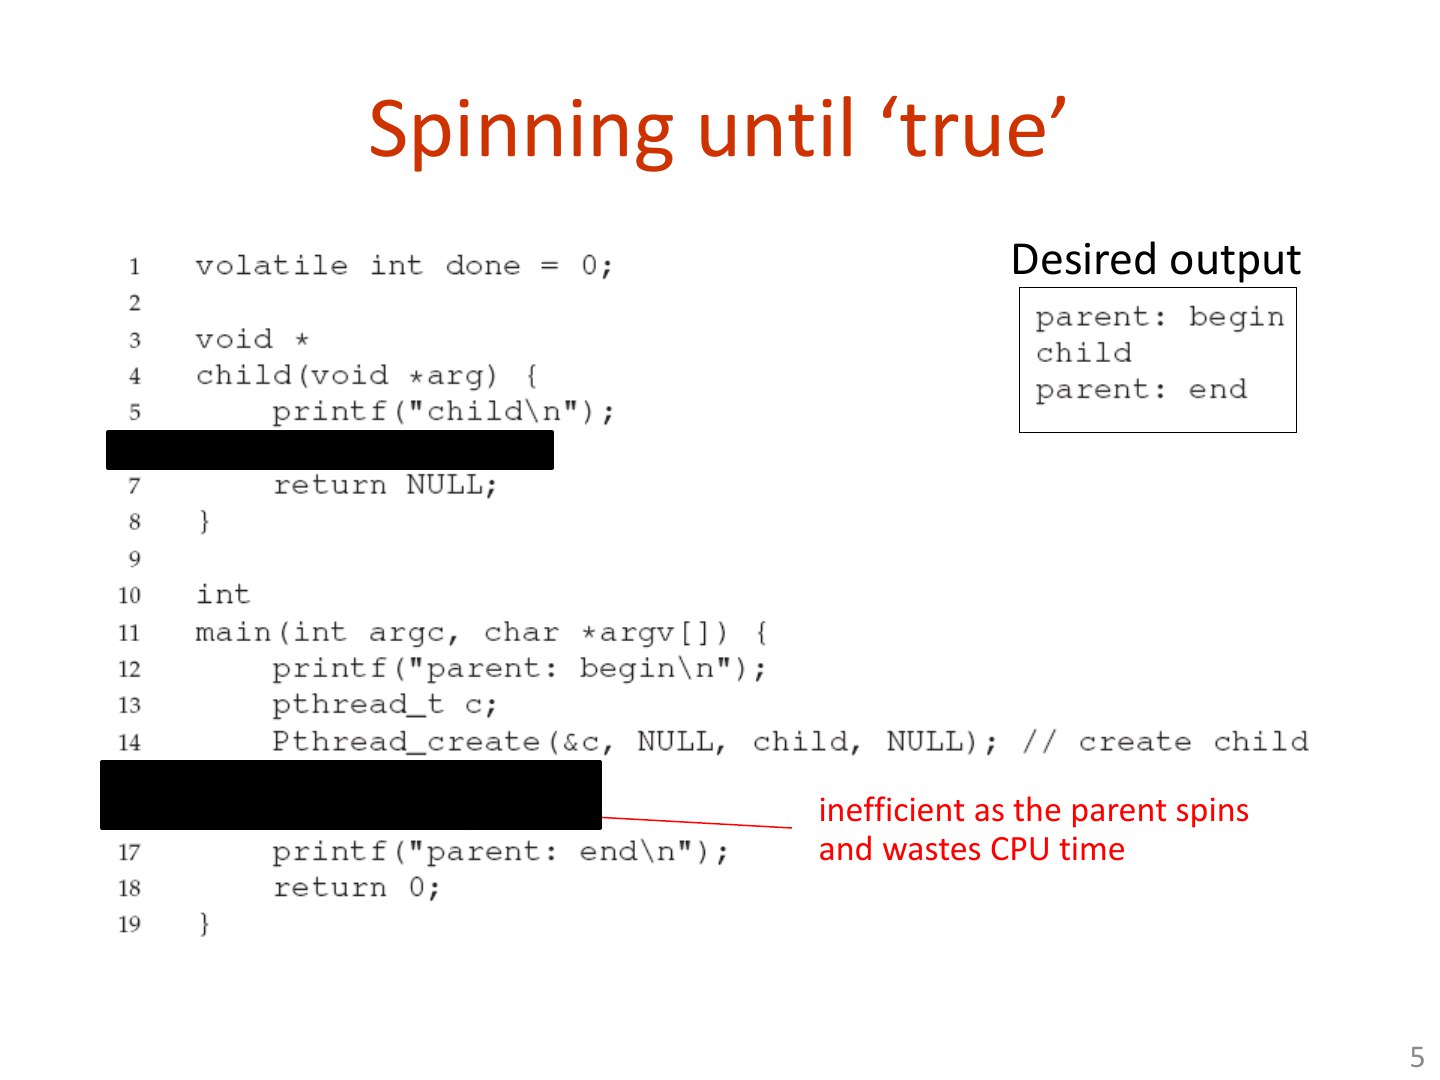 Spinning until ‘true’
1 volatile int done = 0;
2
3 void *
4 child(void *arg) {
5 printf("child\n");
7 return NULL;
8 }
9
10 int
11 main(int argc, char *argv[]) {
12 printf("parent: begin\n");
13 pthread_t c;
14 Pthread_create(&c, NULL, child, NULL); // create child
17 printf("parent: end\n");
18 return 0;
19 }
Desired output
parent: begin
child
parent: end
inefficient as the parent spins
and wastes CPU time
5